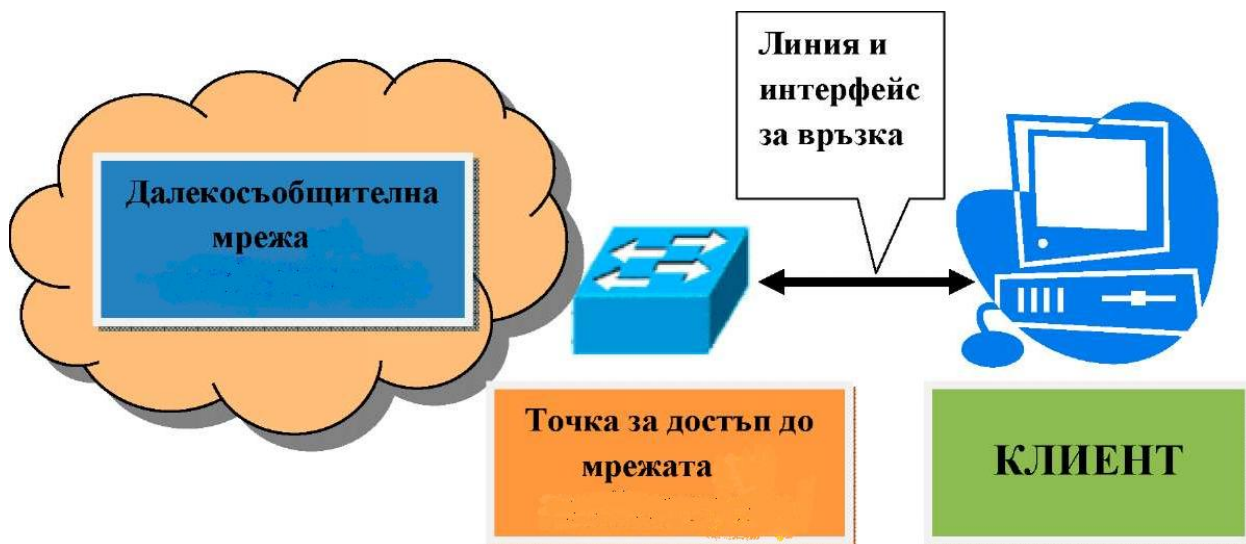 Далекосъобщителна
мрежа
Линия и
интерфейс
за връзка
Точка за достъп до
мрежата
КЛИЕНТ